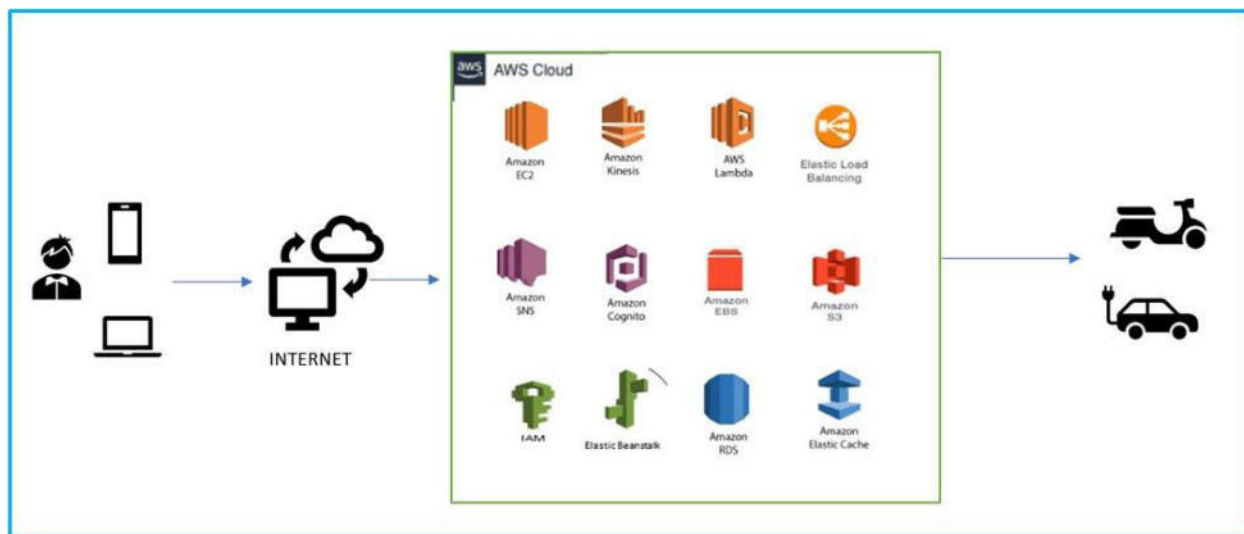 aws
AWS Cloud
Amazon
EC2
Amazon
Kinesis
AWS
Lambda
Elastic Load
Balancing
Amazon
SNS
Amazon
Cognito
Amazon
EBS
Amazon
S3
INTERNET
IAM
Elastic Beanstalk
Amazon
RDS
Amazon
Elastic Cache